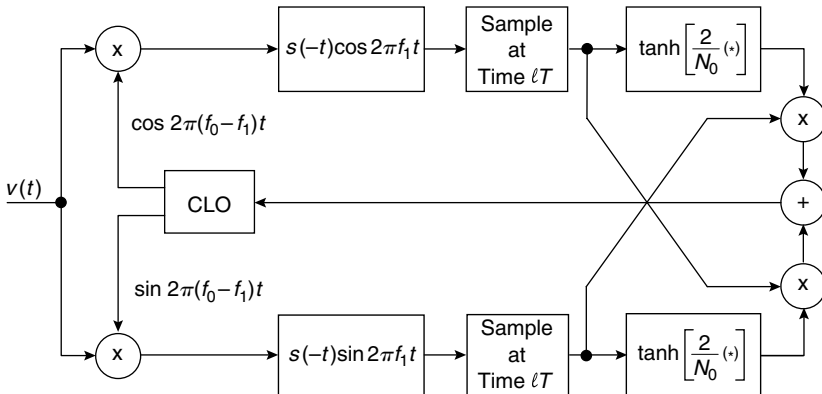 x
s(−t)cos 2πf₁t
Sample
at
Time ℓT
tanh[2/N₀ (*)]
cos 2π(f₀−f₁)t
x
v(t)
CLO
+
sin 2π(f₀−f₁)t
x
x
s(−t)sin 2πf₁t
Sample
at
Time ℓT
tanh[2/N₀ (*)]